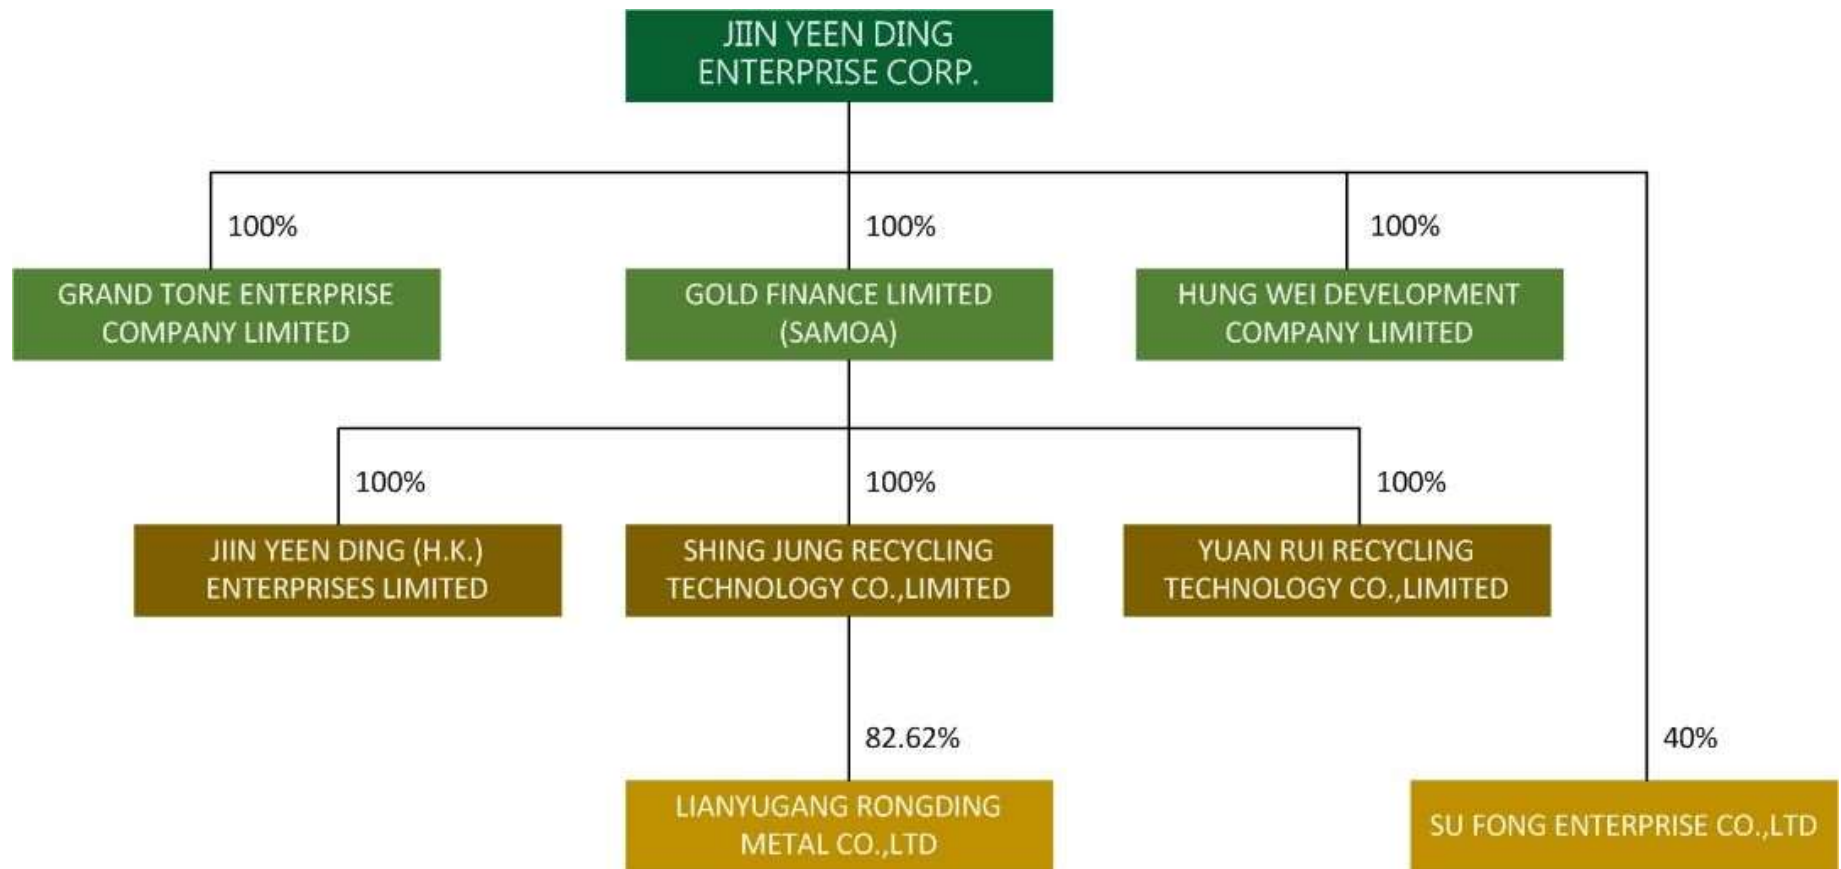 JIIN YEEN DING
ENTERPRISE CORP.
100%
100%
100%
GRAND TONE ENTERPRISE
COMPANY LIMITED
GOLD FINANCE LIMITED
(SAMOA)
HUNG WEI DEVELOPMENT
COMPANY LIMITED
100%
100%
100%
JIIN YEEN DING (H.K.)
ENTERPRISES LIMITED
SHING JUNG RECYCLING
TECHNOLOGY CO.,LIMITED
YUAN RUI RECYCLING
TECHNOLOGY CO.,LIMITED
82.62%
40%
LIANYUGANG RONGDING
METAL CO.,LTD
SU FONG ENTERPRISE CO.,LTD